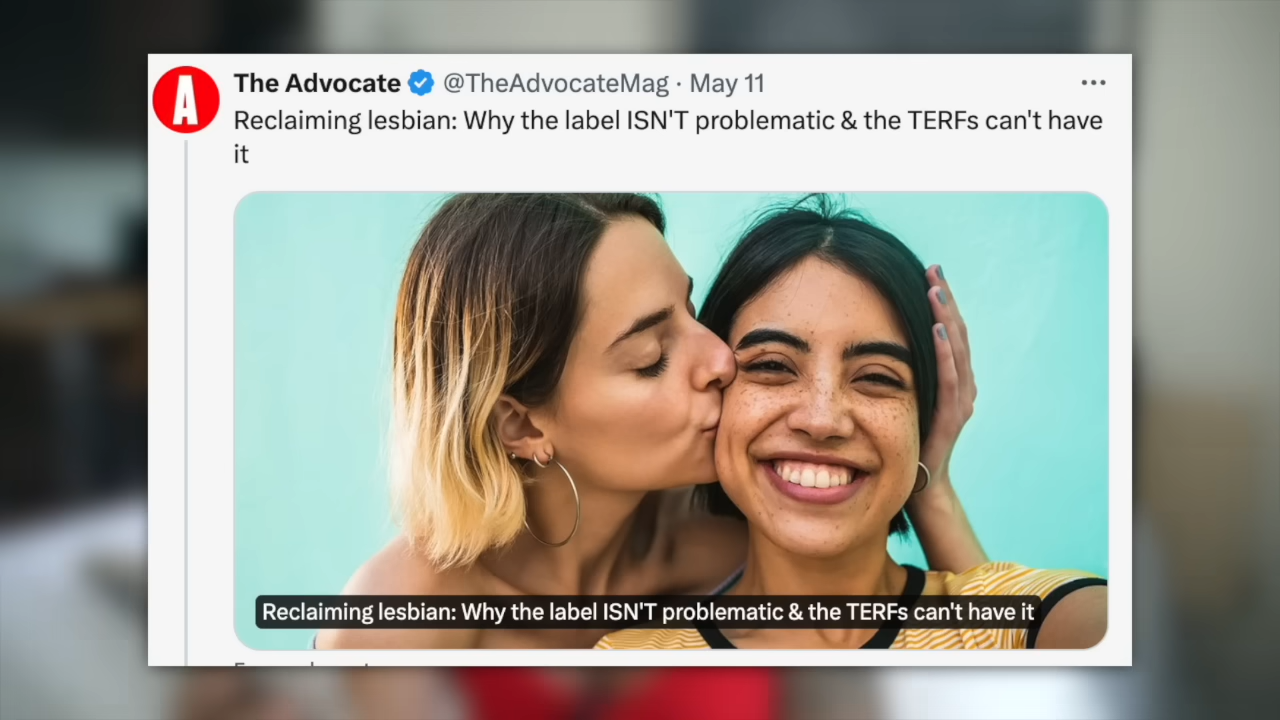 A
The Advocate @TheAdvocateMag · May 11
Reclaiming lesbian: Why the label ISN'T problematic & the TERFs can't have
it
Reclaiming lesbian: Why the label ISN'T problematic & the TERFs can't have it